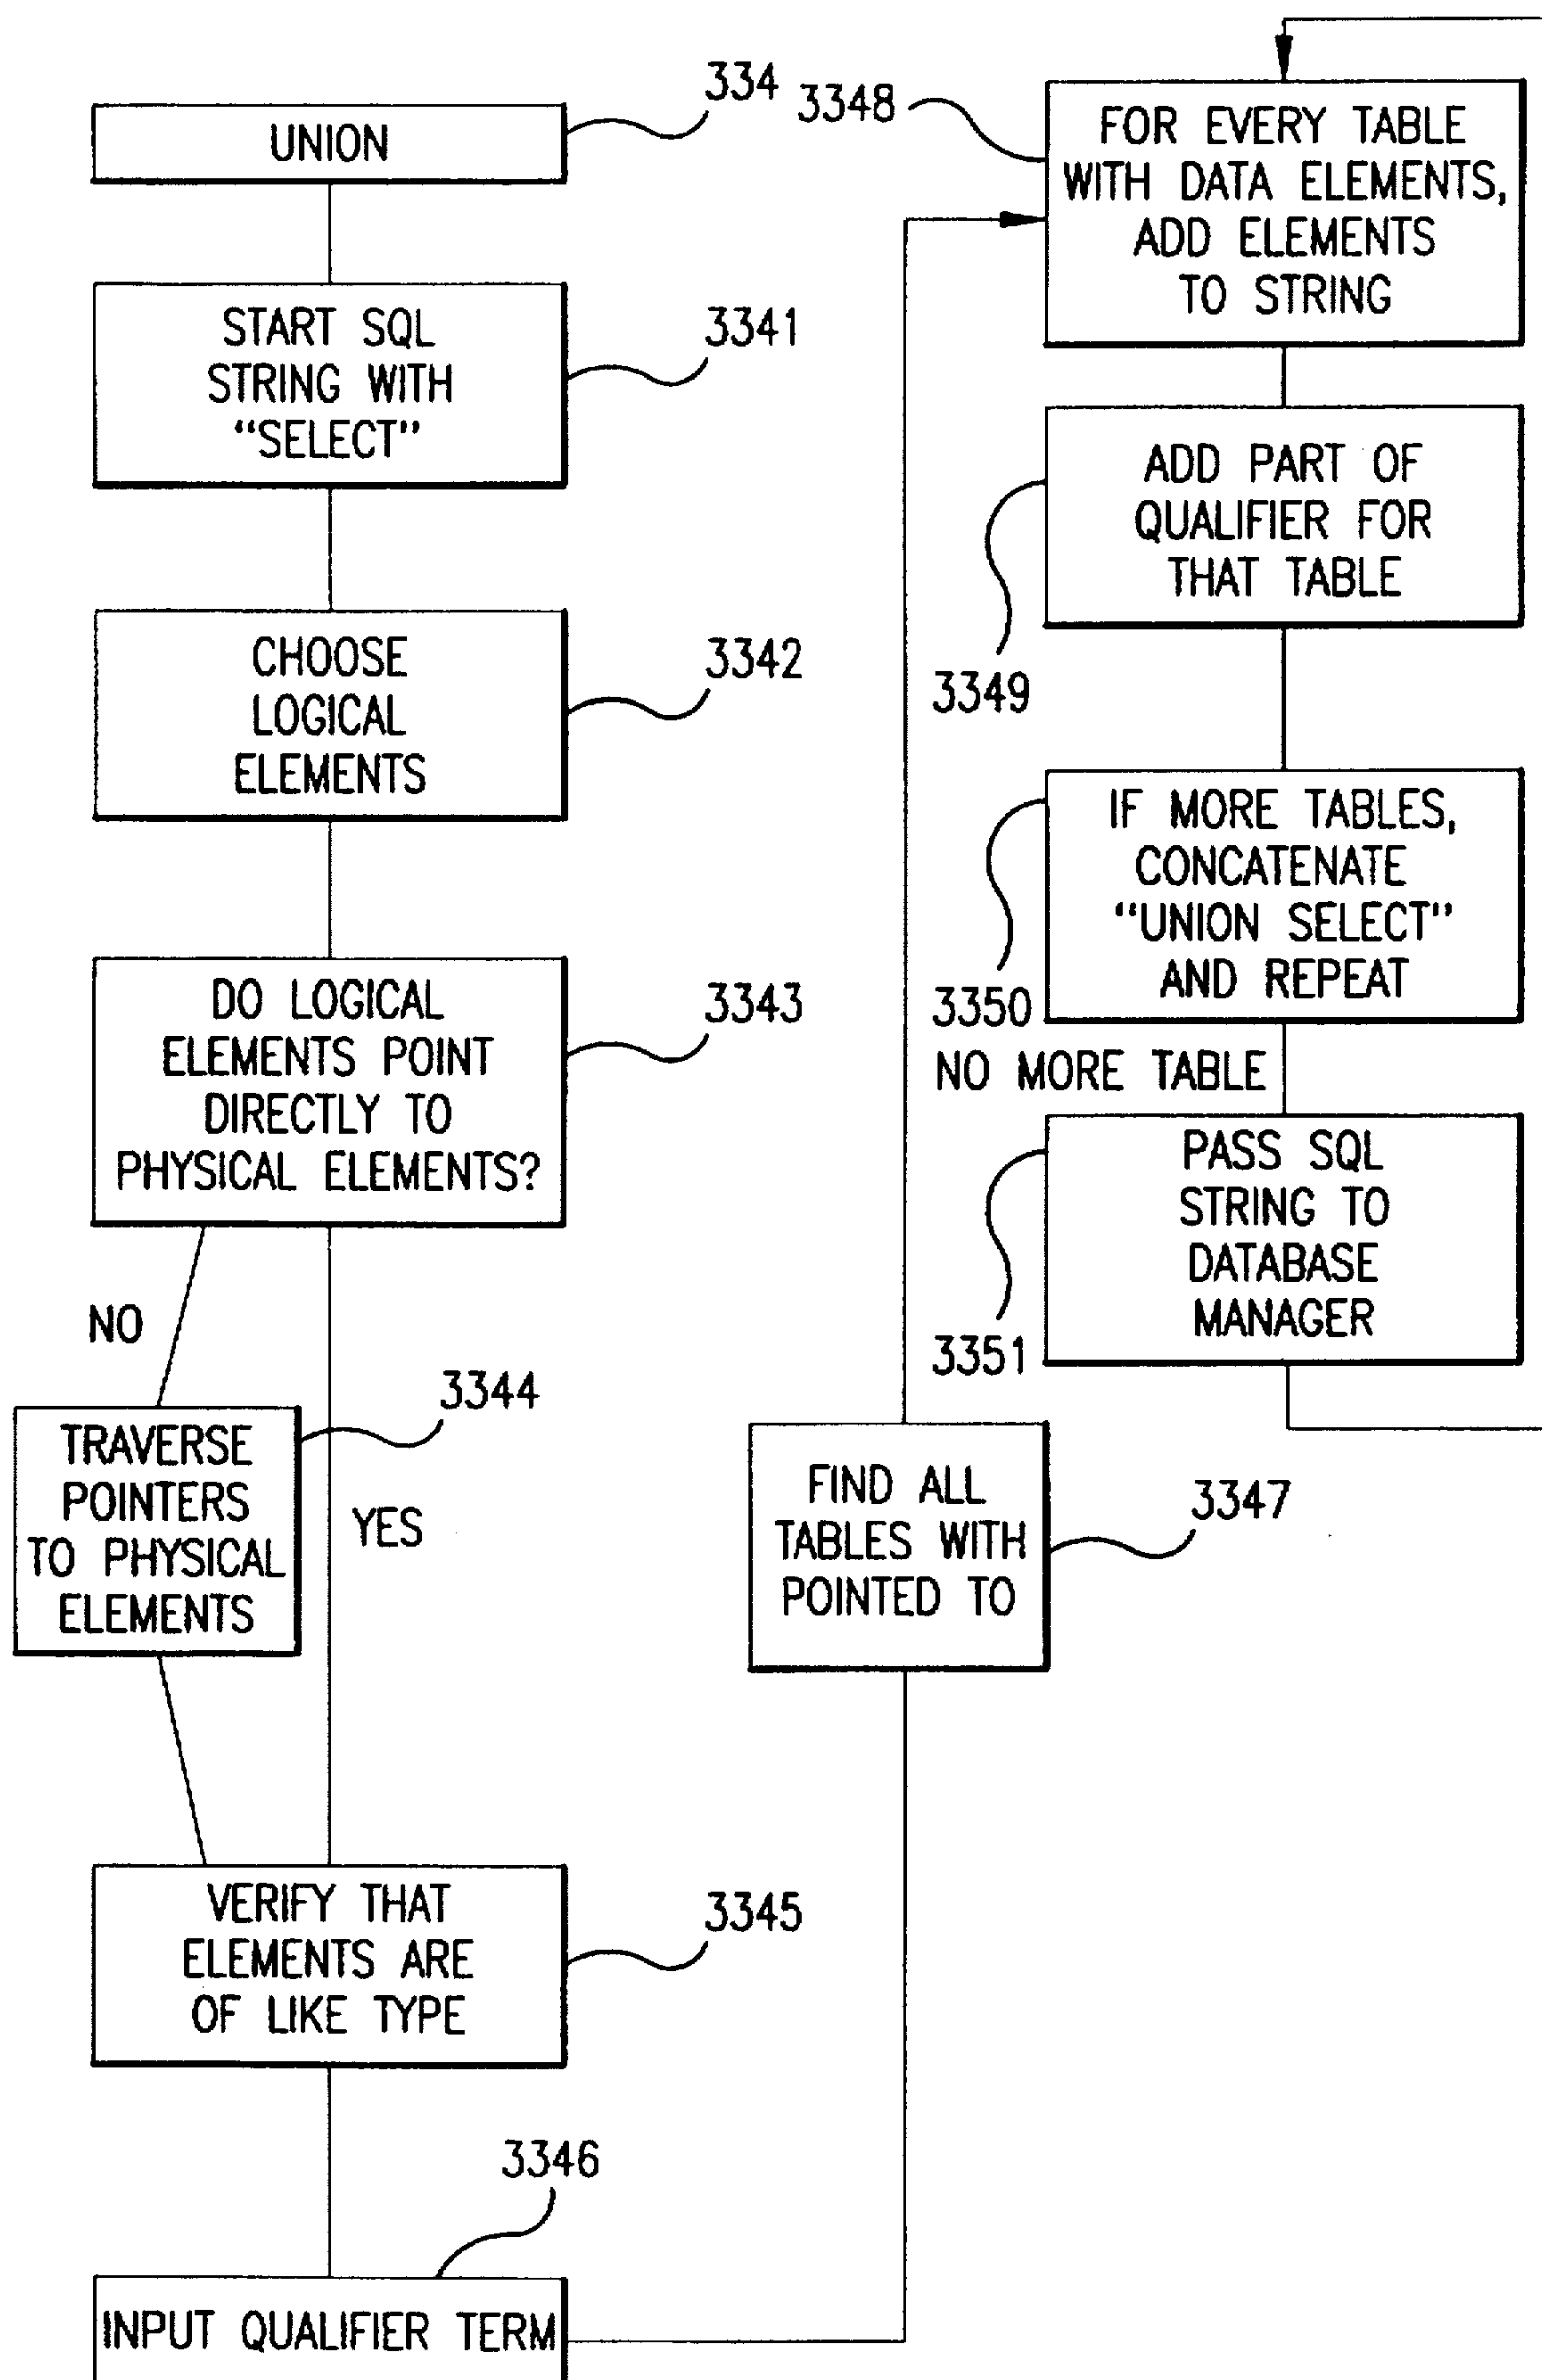 UNION
334
START SQL
STRING WITH
“SELECT”
3341
CHOOSE
LOGICAL
ELEMENTS
3342
DO LOGICAL
ELEMENTS POINT
DIRECTLY TO
PHYSICAL ELEMENTS?
3343
NO
YES
TRAVERSE
POINTERS
TO PHYSICAL
ELEMENTS
3344
VERIFY THAT
ELEMENTS ARE
OF LIKE TYPE
3345
3346
INPUT QUALIFIER TERM
FIND ALL
TABLES WITH
POINTED TO
3347
3348
FOR EVERY TABLE
WITH DATA ELEMENTS,
ADD ELEMENTS
TO STRING
ADD PART OF
QUALIFIER FOR
THAT TABLE
3349
IF MORE TABLES,
CONCATENATE
“UNION SELECT”
AND REPEAT
3350
NO MORE TABLE
PASS SQL
STRING TO
DATABASE
MANAGER
3351